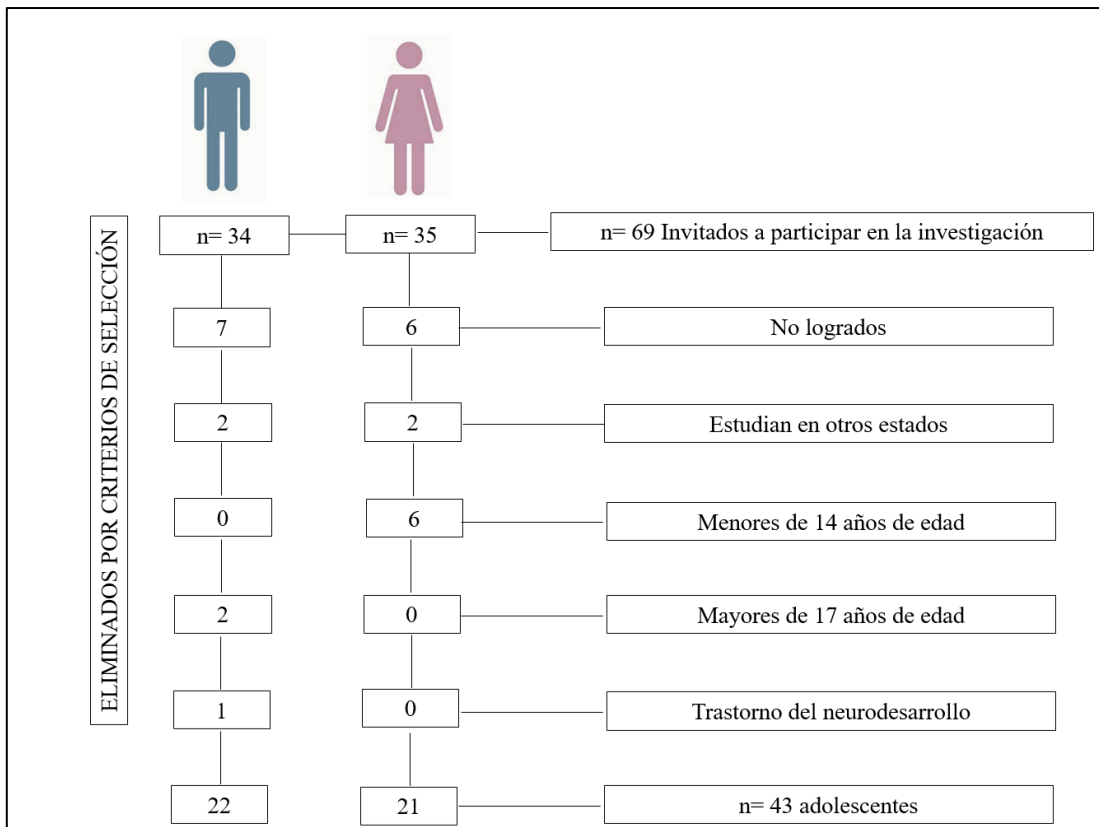 n= 34
n= 35
n= 69 Invitados a participar en la investigación
ELIMINADOS POR CRITERIOS DE SELECCIÓN
7
6
No logrados
2
2
Estudian en otros estados
0
6
Menores de 14 años de edad
2
0
Mayores de 17 años de edad
1
0
Trastorno del neurodesarrollo
22
21
n= 43 adolescentes